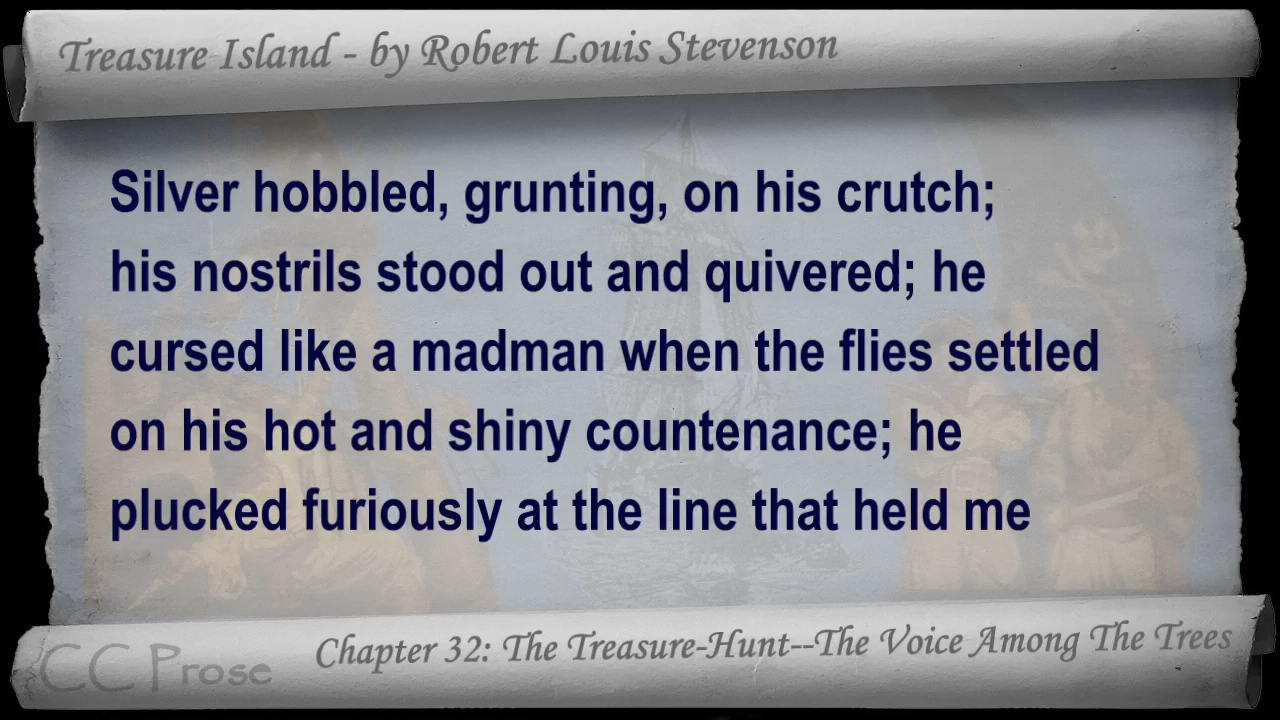 Treasure Island - by Robert Louis Stevenson
Silver hobbled, grunting, on his crutch;
his nostrils stood out and quivered; he
cursed like a madman when the flies settled
on his hot and shiny countenance; he
plucked furiously at the line that held me
Chapter 32: The Treasure-Hunt--The Voice Among The Trees
CC Prose